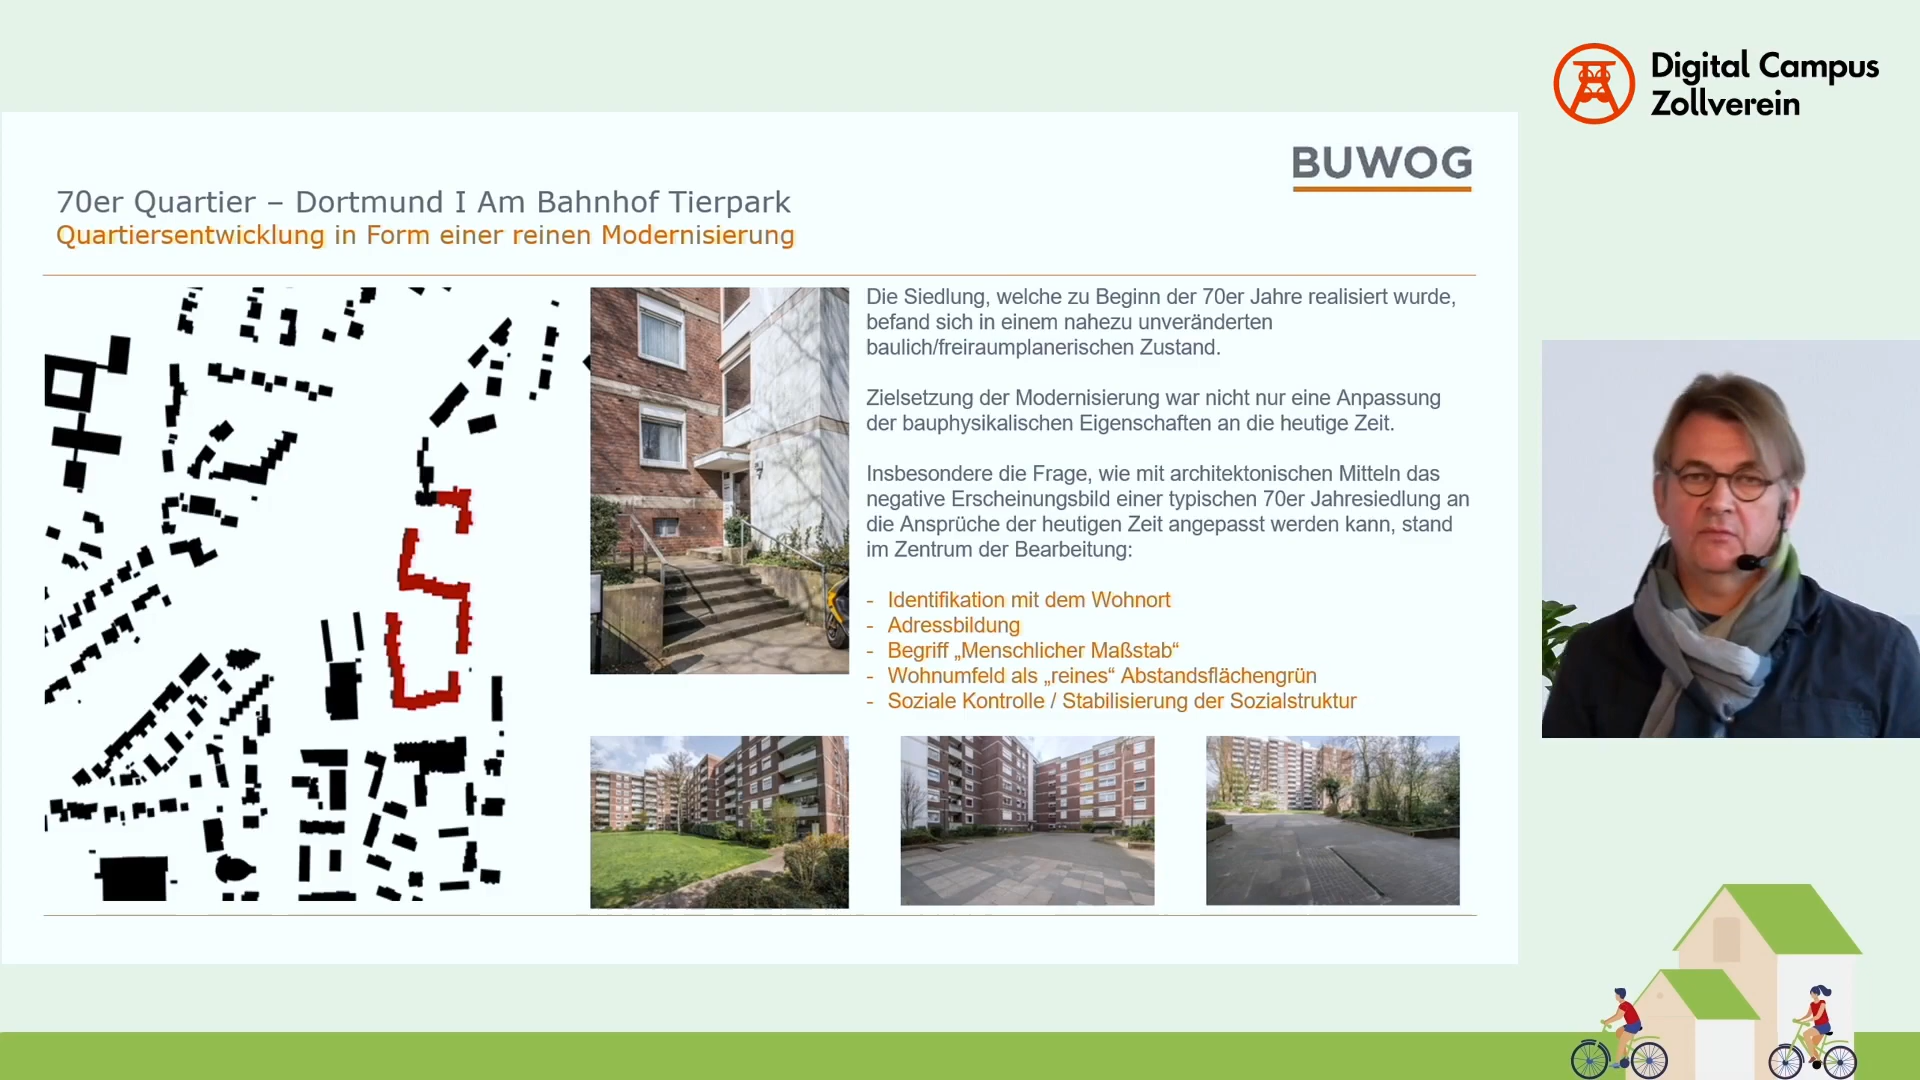 Digital Campus
Zollverein
BUWOG
70er Quartier – Dortmund I Am Bahnhof Tierpark
Quartiersentwicklung in Form einer reinen Modernisierung
Die Siedlung, welche zu Beginn der 70er Jahre realisiert wurde,
befand sich in einem nahezu unveränderten
baulich/freiraumplanerischen Zustand.
Zielsetzung der Modernisierung war nicht nur eine Anpassung
der bauphysikalischen Eigenschaften an die heutige Zeit.
Insbesondere die Frage, wie mit architektonischen Mitteln das
negative Erscheinungsbild einer typischen 70er Jahresiedlung an
die Ansprüche der heutigen Zeit angepasst werden kann, stand
im Zentrum der Bearbeitung:
- Identifikation mit dem Wohnort
- Adressbildung
- Begriff „Menschlicher Maßstab“
- Wohnumfeld als „reines“ Abstandsflächengrün
- Soziale Kontrolle / Stabilisierung der Sozialstruktur